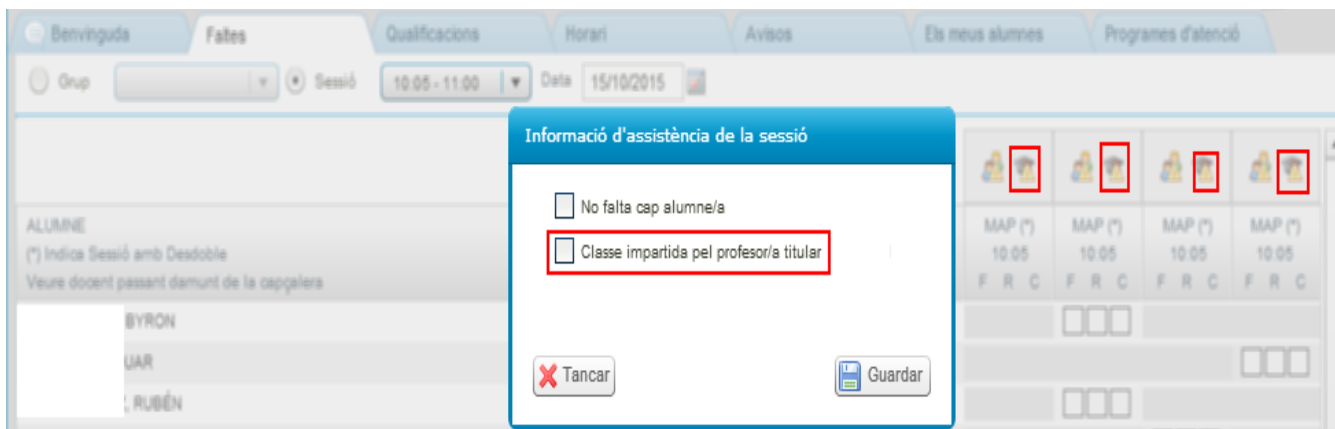 Benvinguda Faltes Qualificacions Horari Avisos Els meus alumnes Programes d'atenció
Grup Sessió 10:05 - 11:00 Data 15/10/2015
Informació d'assistència de la sessió
No falta cap alumne/a
Classe impartida pel profesor/a titular
Tancar Guardar
ALUMNE
(*) Indica Sessió amb Desdoble
Veure docent passant damunt de la capçalera
MAP (*) MAP (*) MAP (*) MAP (*)
10:05 10:05 10:05 10:05
F R C F R C F R C F R C
BYRON
UAR
, RUBÉN